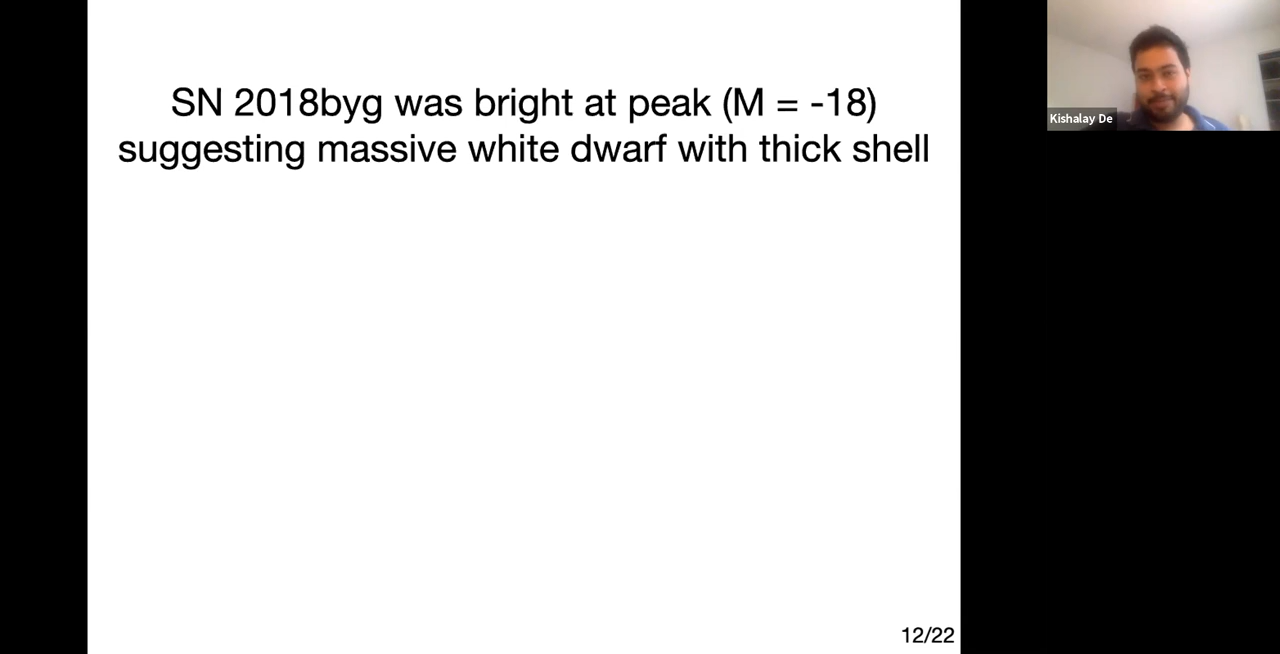 SN 2018byg was bright at peak (M = -18)
suggesting massive white dwarf with thick shell
Kishalay De
12/22